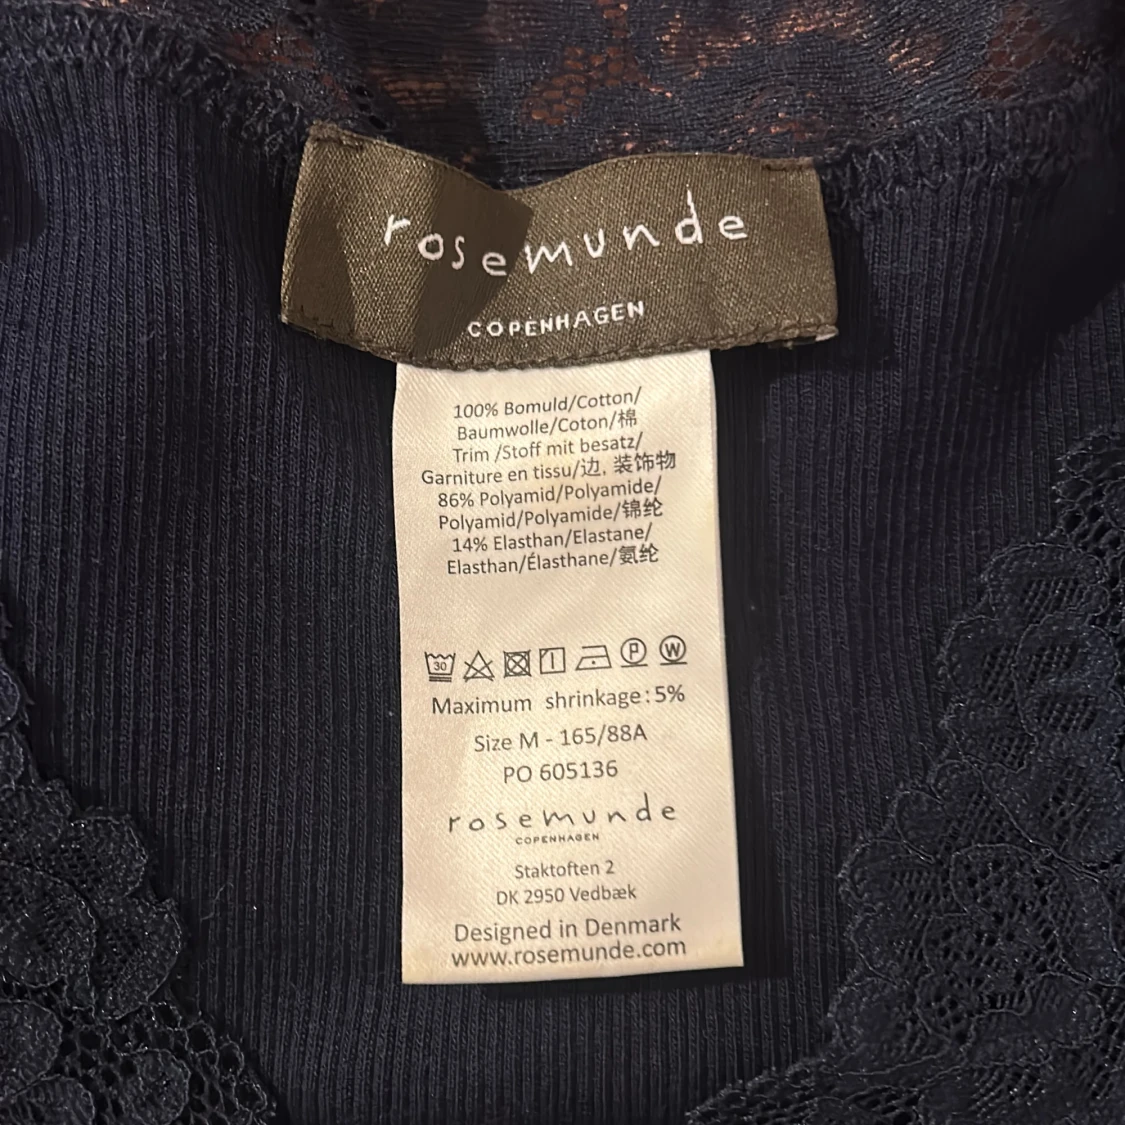 rosemunde
COPENHAGEN
100% Bomuld/Cotton/
Baumwolle/Coton/棉
Trim /Stoff mit besatz/
Garniture en tissu/边, 装饰物
86% Polyamid/Polyamide/
Polyamid/Polyamide/锦纶
14% Elasthan/Elastane/
Elasthan/Élasthane/氨纶
30 P W
Maximum shrinkage: 5%
Size M - 165/88A
PO 605136
rosemunde
COPENHAGEN
Staktoften 2
DK 2950 Vedbæk
Designed in Denmark
www.rosemunde.com